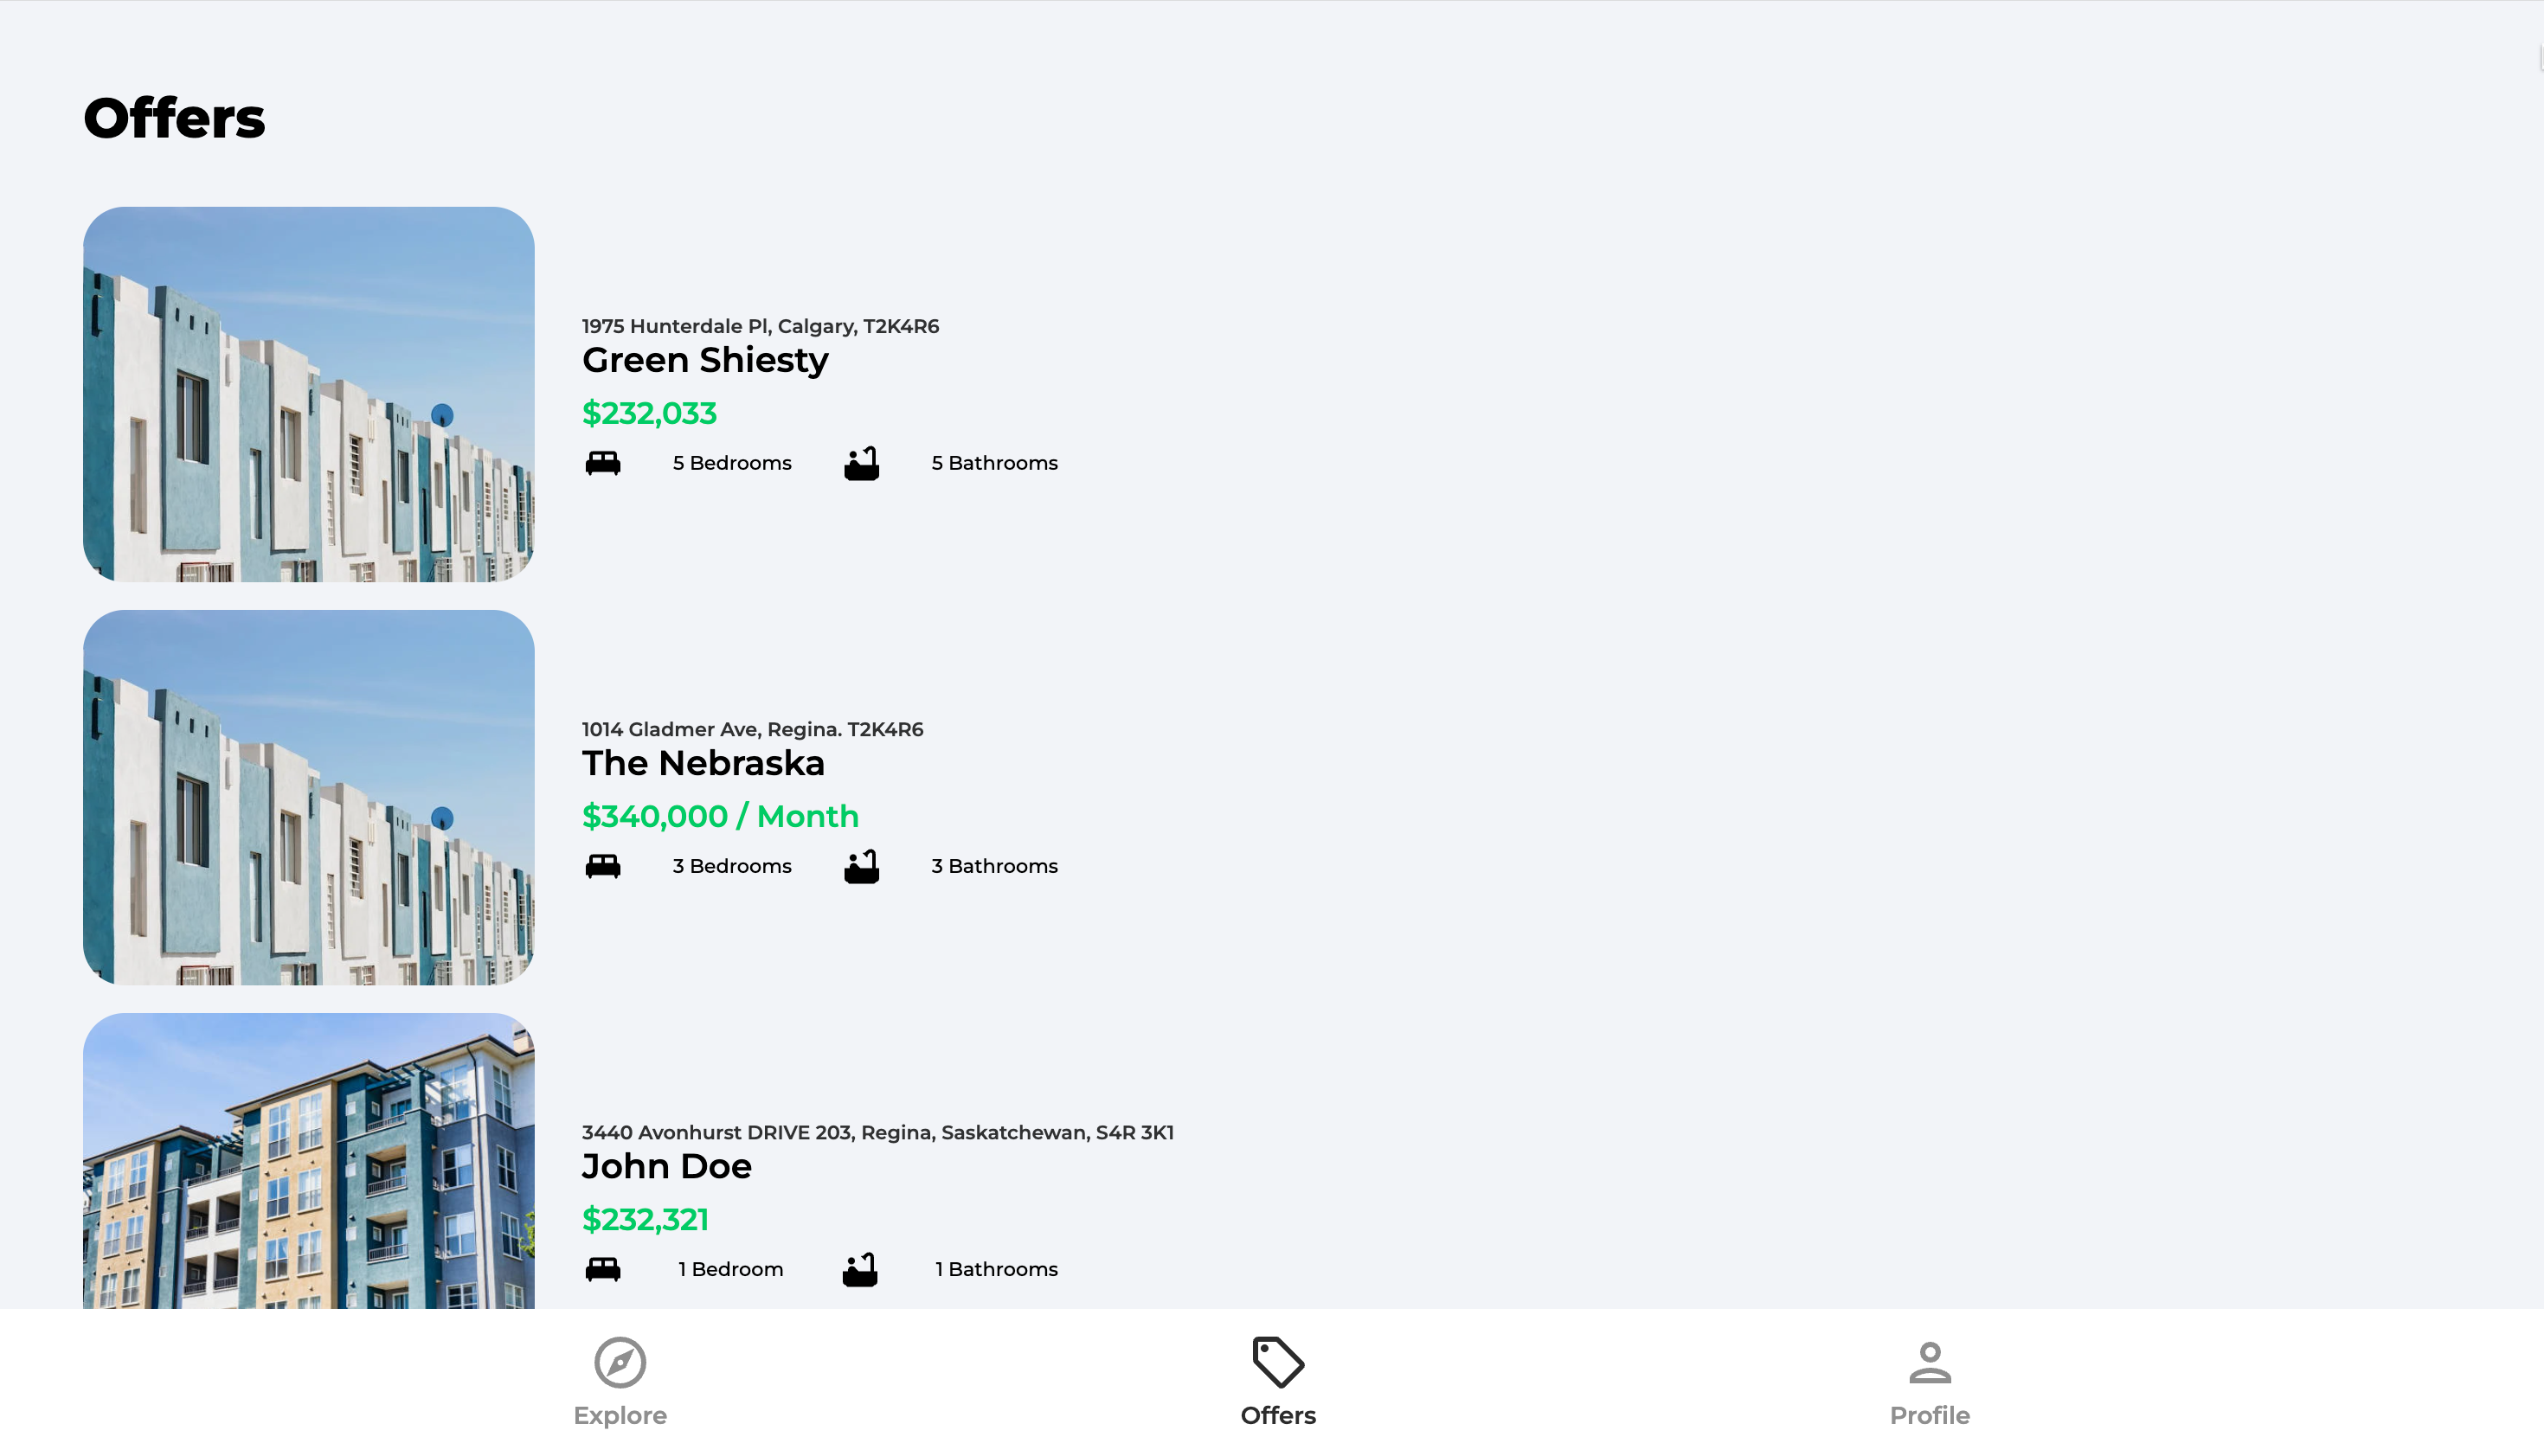 Offers
1975 Hunterdale Pl, Calgary, T2K4R6
Green Shiesty
$232,033
5 Bedrooms 5 Bathrooms
1014 Gladmer Ave, Regina. T2K4R6
The Nebraska
$340,000 / Month
3 Bedrooms 3 Bathrooms
3440 Avonhurst DRIVE 203, Regina, Saskatchewan, S4R 3K1
John Doe
$232,321
1 Bedroom 1 Bathrooms
Explore Offers Profile